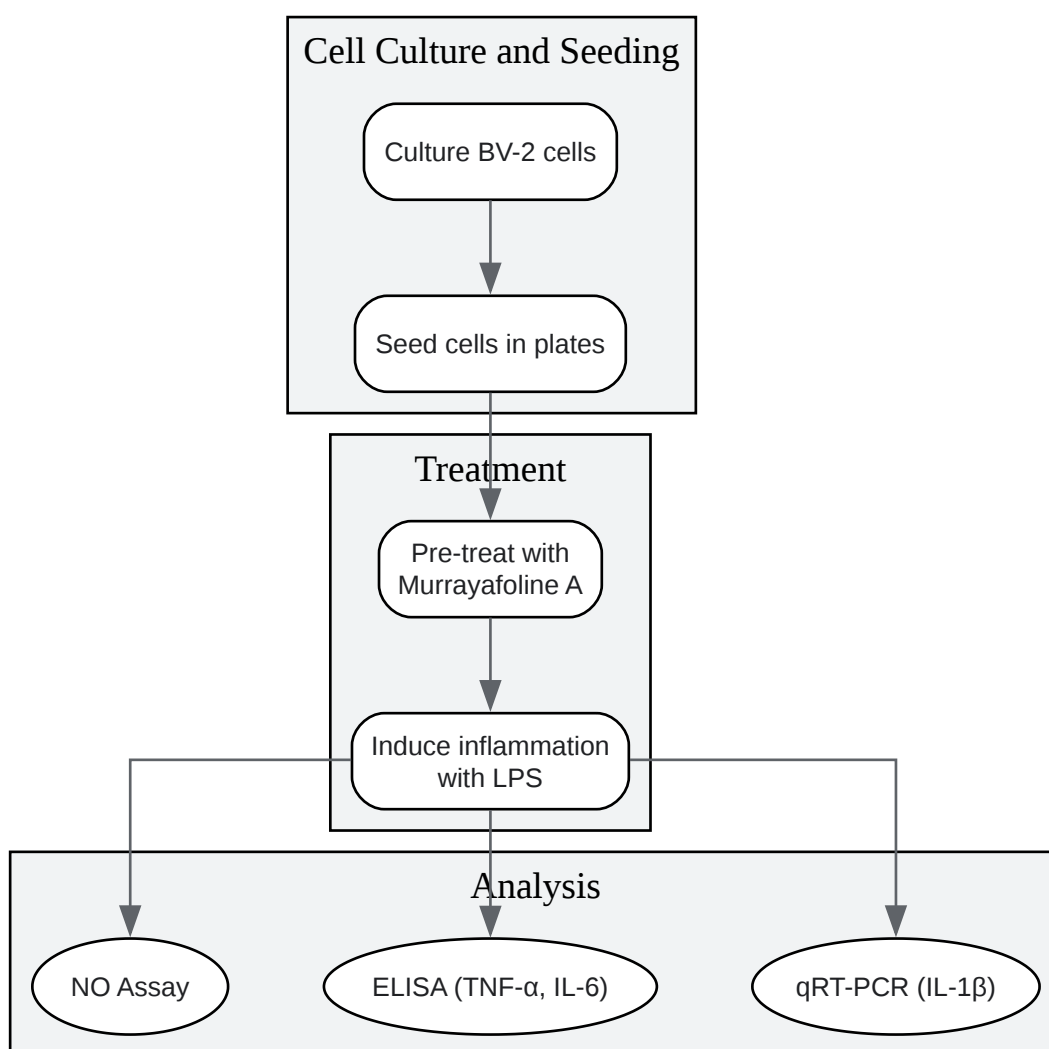 Cell Culture and Seeding
Culture BV-2 cells
Seed cells in plates
Treatment
Pre-treat with
Murrayafoline A
Induce inflammation
with LPS
Analysis
NO Assay
ELISA (TNF-α, IL-6)
qRT-PCR (IL-1β)